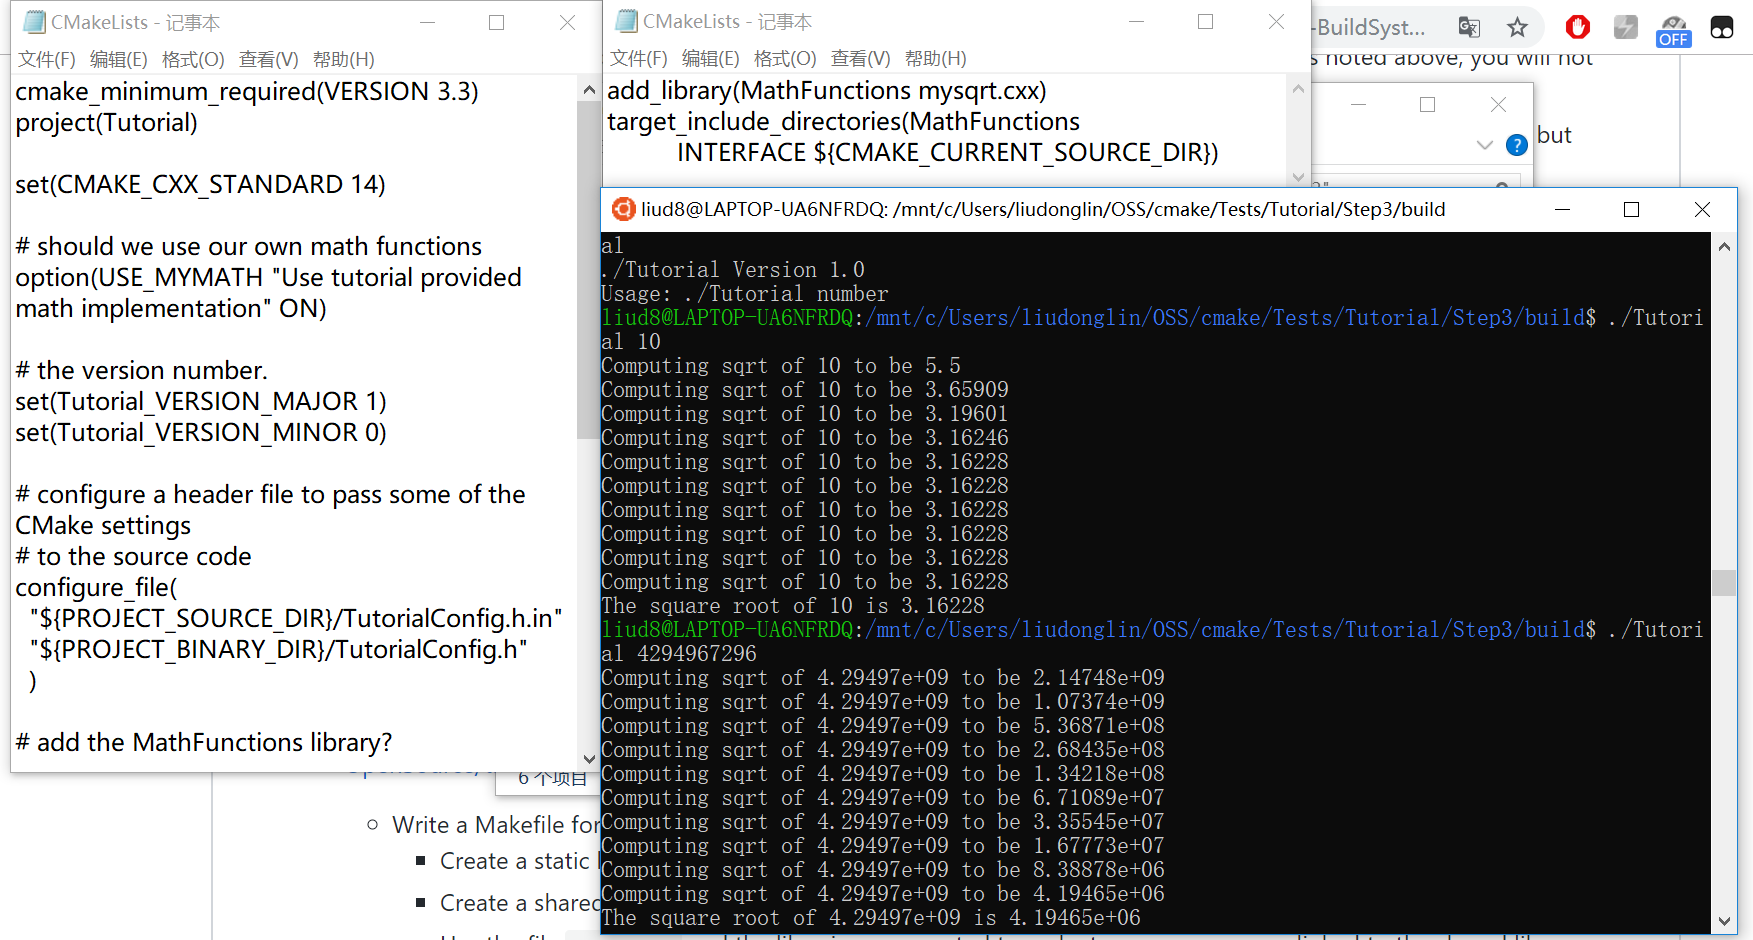 CMakeLists - 记事本
文件(F) 编辑(E) 格式(O) 查看(V) 帮助(H)
cmake_minimum_required(VERSION 3.3)
project(Tutorial)
set(CMAKE_CXX_STANDARD 14)
# should we use our own math functions
option(USE_MYMATH "Use tutorial provided
math implementation" ON)
# the version number.
set(Tutorial_VERSION_MAJOR 1)
set(Tutorial_VERSION_MINOR 0)
# configure a header file to pass some of the
CMake settings
# to the source code
configure_file(
"${PROJECT_SOURCE_DIR}/TutorialConfig.h.in"
"${PROJECT_BINARY_DIR}/TutorialConfig.h"
)
# add the MathFunctions library?
CMakeLists - 记事本
文件(F) 编辑(E) 格式(O) 查看(V) 帮助(H)
add_library(MathFunctions mysqrt.cxx)
target_include_directories(MathFunctions
INTERFACE ${CMAKE_CURRENT_SOURCE_DIR})
-BuildSyst...
OFF
noted above, you will not
but
liud8@LAPTOP-UA6NFRDQ: /mnt/c/Users/liudonglin/OSS/cmake/Tests/Tutorial/Step3/build
al
./Tutorial Version 1.0
Usage: ./Tutorial number
liud8@LAPTOP-UA6NFRDQ:/mnt/c/Users/liudonglin/OSS/cmake/Tests/Tutorial/Step3/build$ ./Tutori
al 10
Computing sqrt of 10 to be 5.5
Computing sqrt of 10 to be 3.65909
Computing sqrt of 10 to be 3.19601
Computing sqrt of 10 to be 3.16246
Computing sqrt of 10 to be 3.16228
Computing sqrt of 10 to be 3.16228
Computing sqrt of 10 to be 3.16228
Computing sqrt of 10 to be 3.16228
Computing sqrt of 10 to be 3.16228
Computing sqrt of 10 to be 3.16228
The square root of 10 is 3.16228
liud8@LAPTOP-UA6NFRDQ:/mnt/c/Users/liudonglin/OSS/cmake/Tests/Tutorial/Step3/build$ ./Tutori
al 4294967296
Computing sqrt of 4.29497e+09 to be 2.14748e+09
Computing sqrt of 4.29497e+09 to be 1.07374e+09
Computing sqrt of 4.29497e+09 to be 5.36871e+08
Computing sqrt of 4.29497e+09 to be 2.68435e+08
Computing sqrt of 4.29497e+09 to be 1.34218e+08
Computing sqrt of 4.29497e+09 to be 6.71089e+07
Computing sqrt of 4.29497e+09 to be 3.35545e+07
Computing sqrt of 4.29497e+09 to be 1.67773e+07
Computing sqrt of 4.29497e+09 to be 8.38878e+06
Computing sqrt of 4.29497e+09 to be 4.19465e+06
The square root of 4.29497e+09 is 4.19465e+06
6 个项目
Write a Makefile for
Create a static
Create a shared